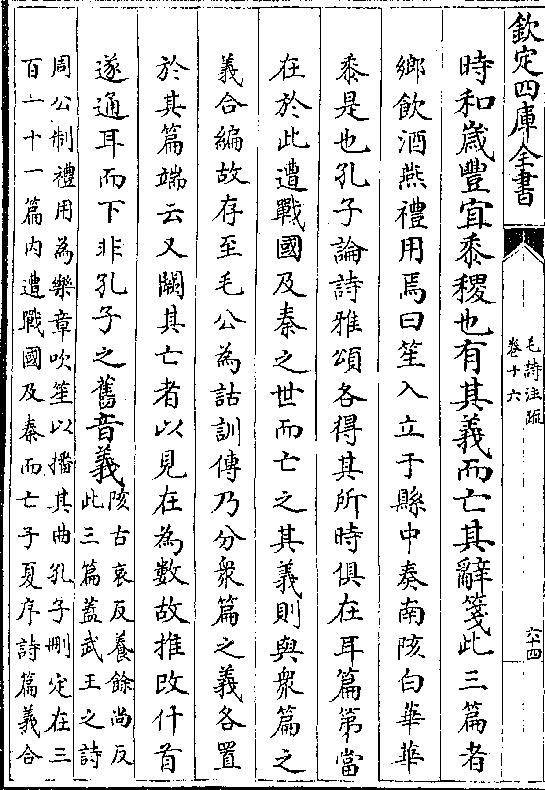 欽定四庫全書
毛詩注疏
卷十六
六十四
時和歲豐宜黍稷也有其義而亡其辭箋此三篇者
鄉飲酒燕禮用焉曰笙入立于縣中奏南陔白華華
黍是也孔子論詩雅頌各得其所時俱在耳篇第當
在於此遭戰國及秦之世而亡之其義則與衆篇之
義合編故存至毛公為詁訓傳乃分衆篇之義各置
於其篇端云又闕其亡者以見在為數故推改什首
遂通耳而下非孔子之舊音義陔古哀反養餘尚反
此三篇蓋武王之詩
周公制禮用為樂章吹笙以播其曲孔子刪定在三
百一十一篇内遭戰國及秦而亡子夏序詩篇義合